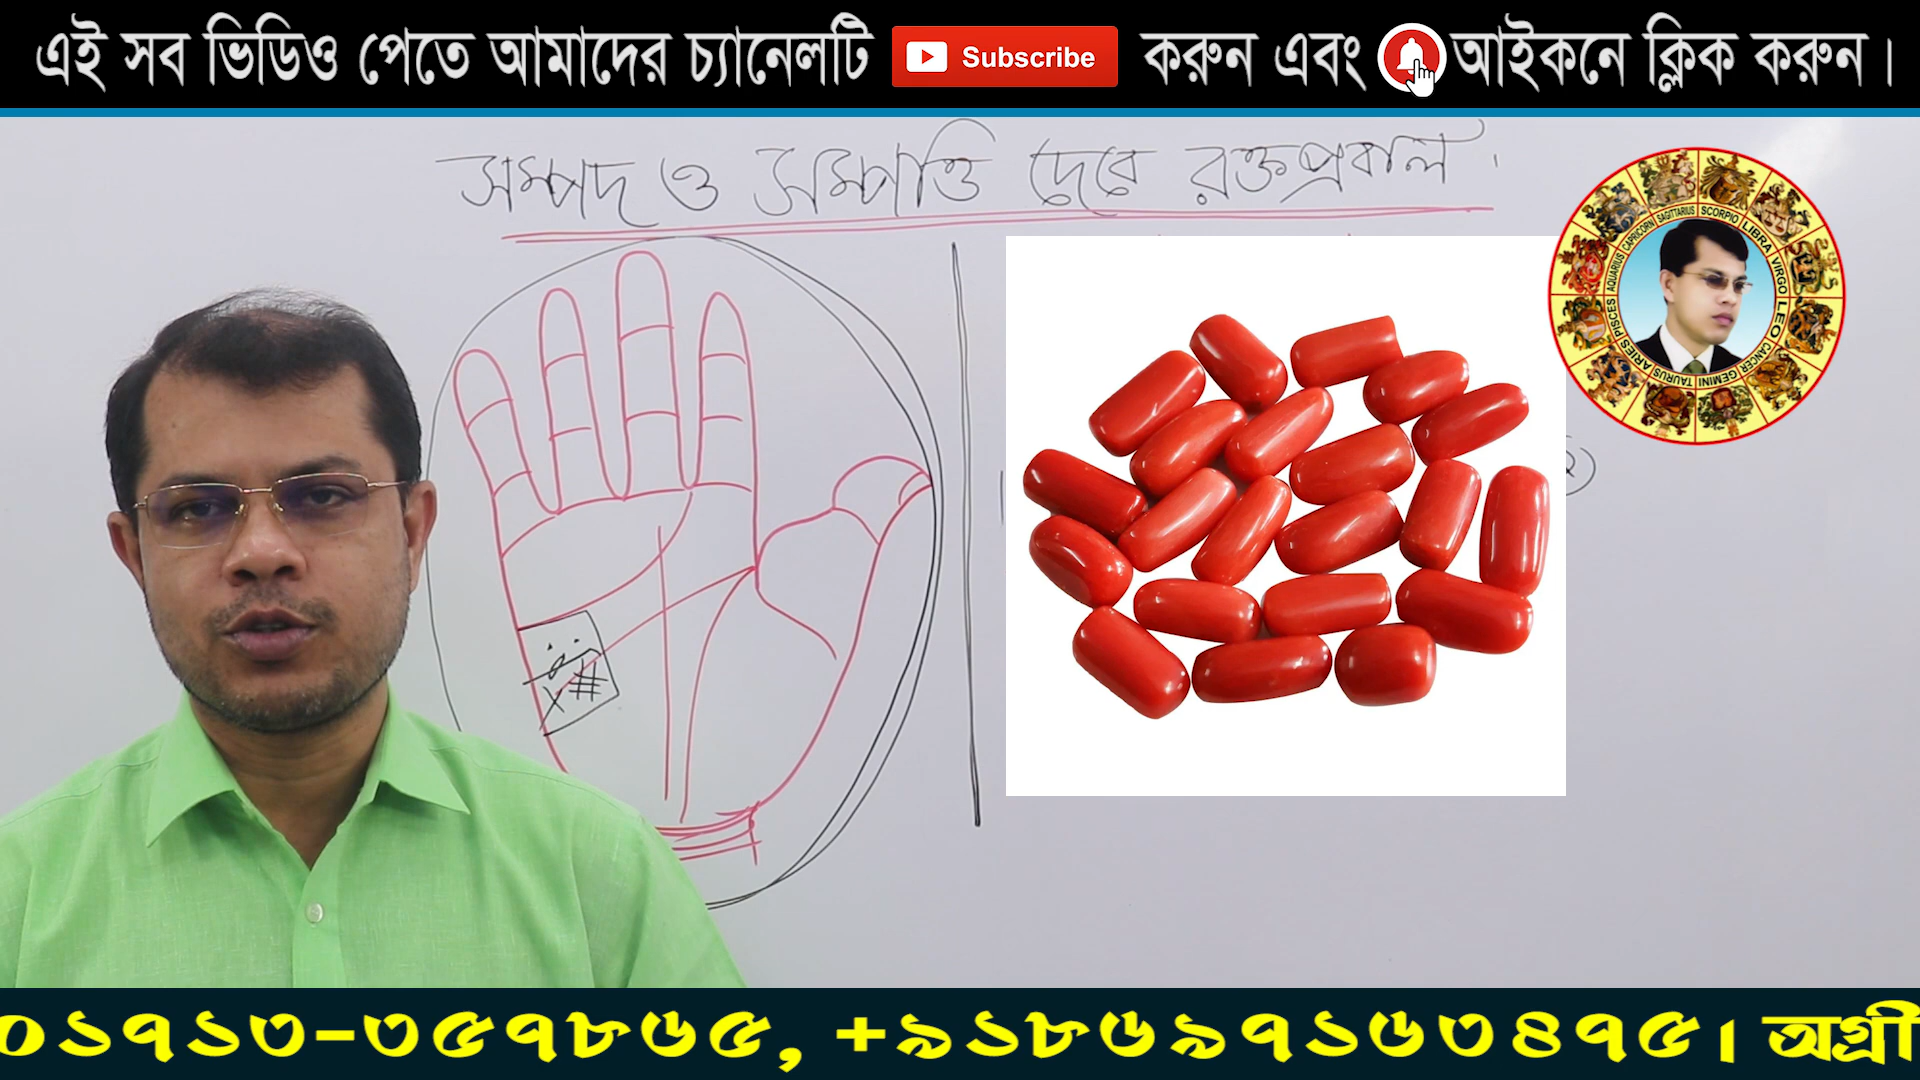 এই সব ভিডিও পেতে আমাদের চ্যানেলটি Subscribe করুন এবং আইকনে ক্লিক করুন।
সম্পদ ও সম্পত্তি দেবে রক্তপ্রবাল।
SAGITTARIUS SCORPIO LIBRA VIRGO LEO CANCER GEMINI TAURUS ARIES PISCES AQUARIUS CAPRICORN
০১৭১৩-৩৫৭৮৬৫, +৯১৮৬৯৭১৬৩৪৭৫। অগ্রী